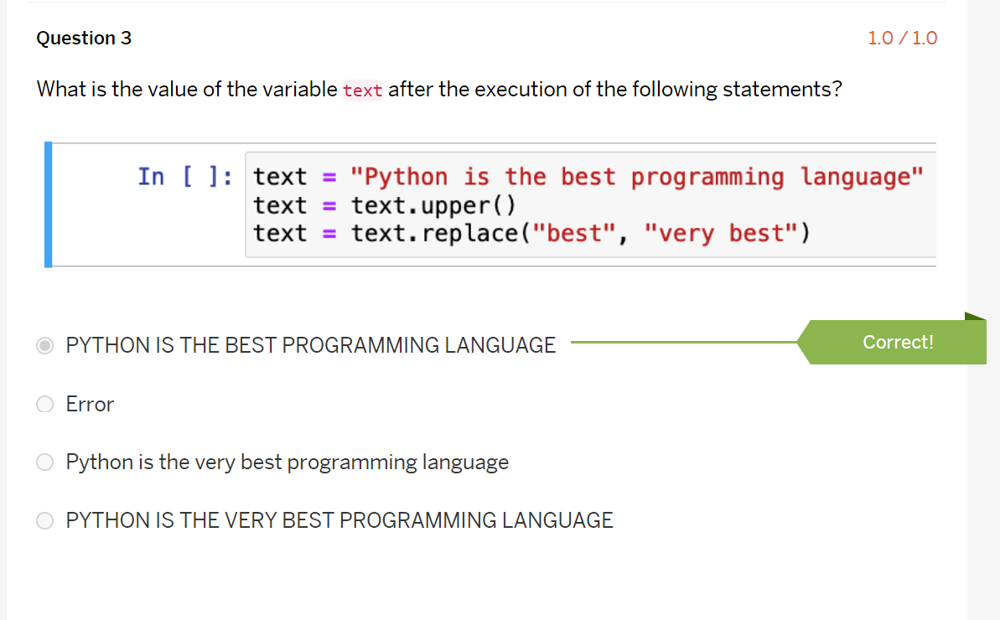 Question 3
1.0 / 1.0
What is the value of the variable text after the execution of the following statements?
In [ ]: text = "Python is the best programming language"
text = text.upper()
text = text.replace("best", "very best")
PYTHON IS THE BEST PROGRAMMING LANGUAGE
Correct!
Error
Python is the very best programming language
PYTHON IS THE VERY BEST PROGRAMMING LANGUAGE